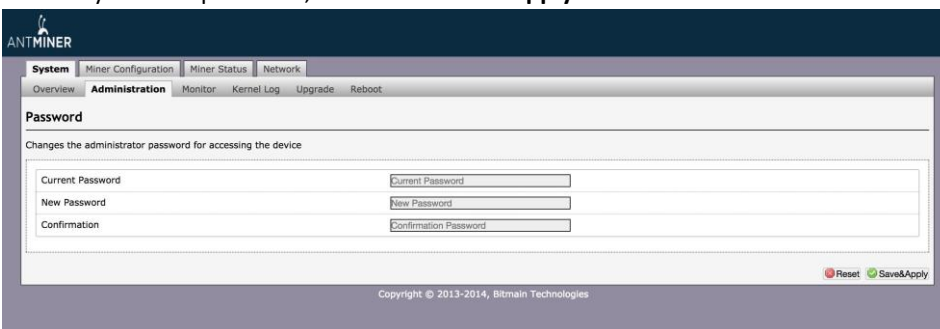 ANTMINER
System Miner Configuration Miner Status Network
Overview Administration Monitor Kernel Log Upgrade Reboot
Password
Changes the administrator password for accessing the device
Current Password Current Password
New Password New Password
Confirmation Confirmation Password
Reset Save&Apply
Copyright © 2013-2014, Bitmain Technologies